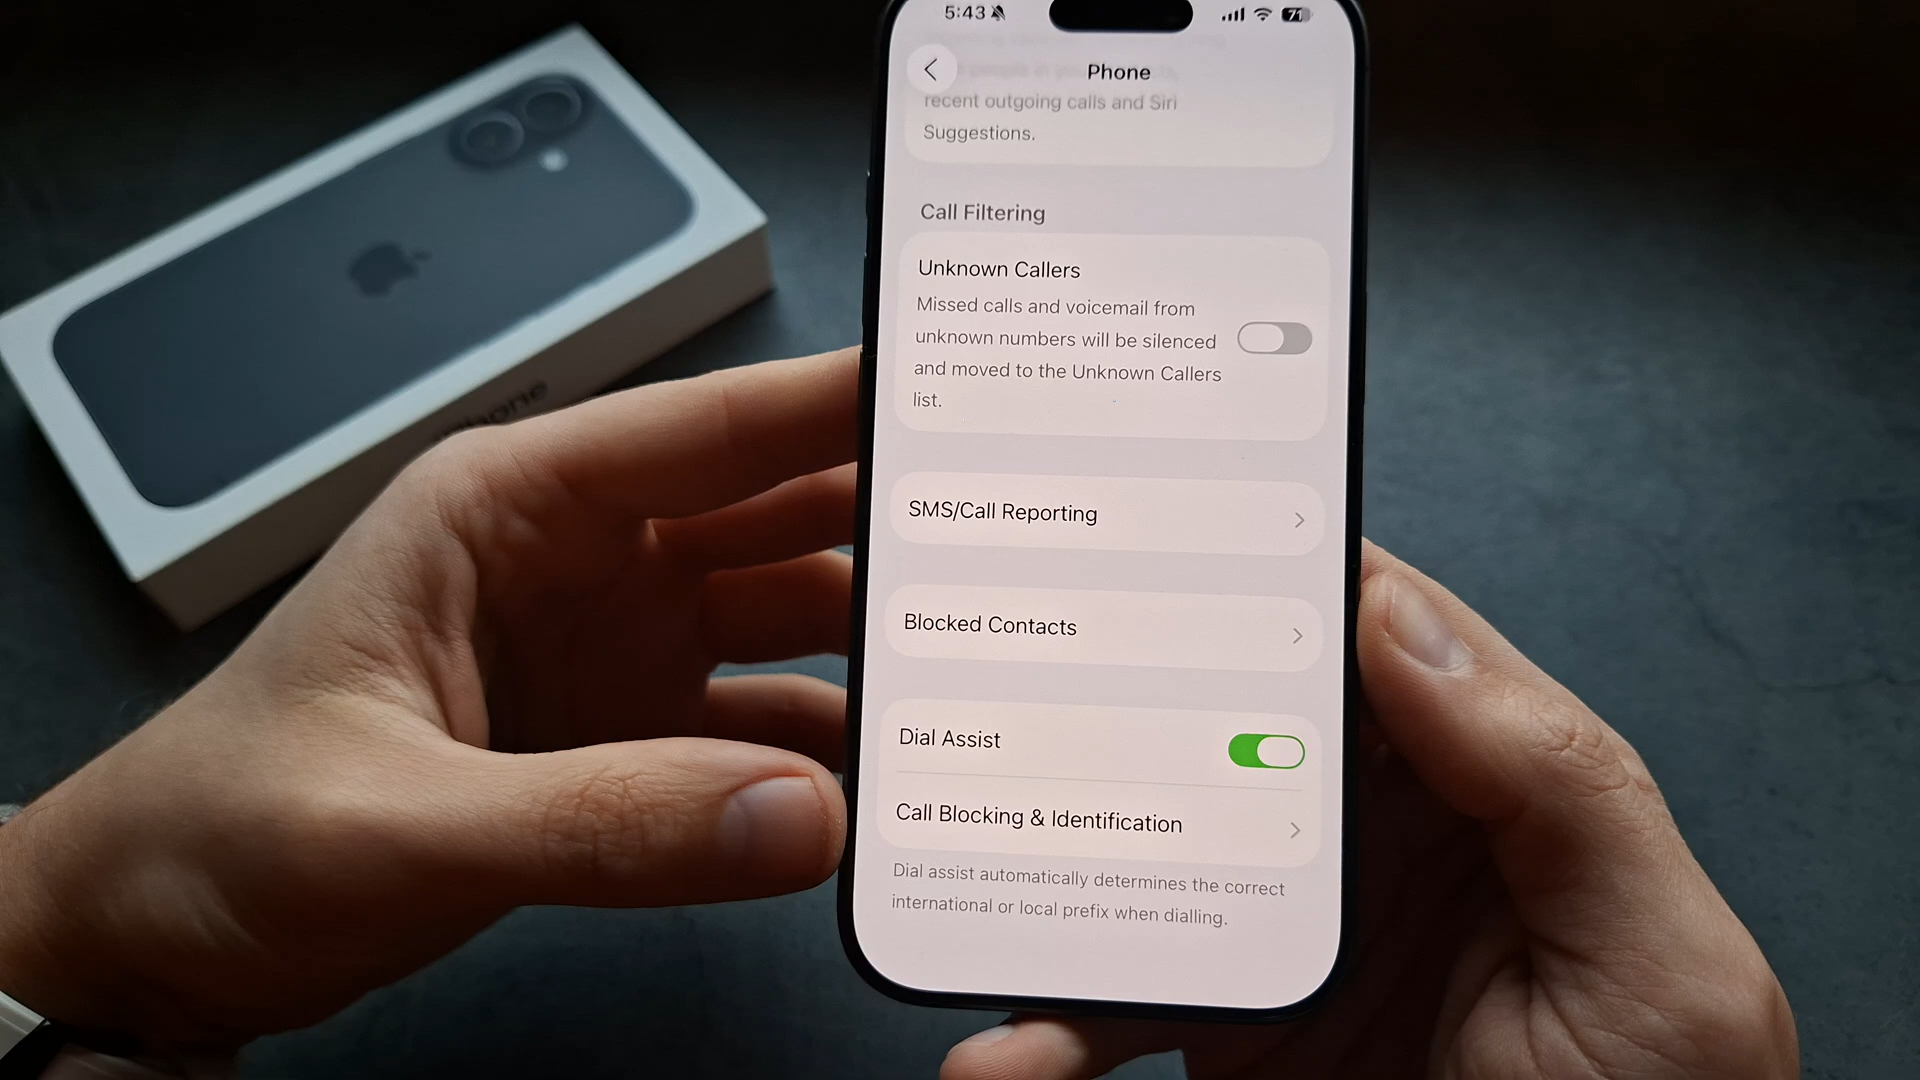 5:43
71
Phone
recent outgoing calls and Siri
Suggestions.
Call Filtering
Unknown Callers
Missed calls and voicemail from
unknown numbers will be silenced
and moved to the Unknown Callers
list.
SMS/Call Reporting
Blocked Contacts
Dial Assist
Call Blocking & Identification
Dial assist automatically determines the correct
international or local prefix when dialling.
iPhone